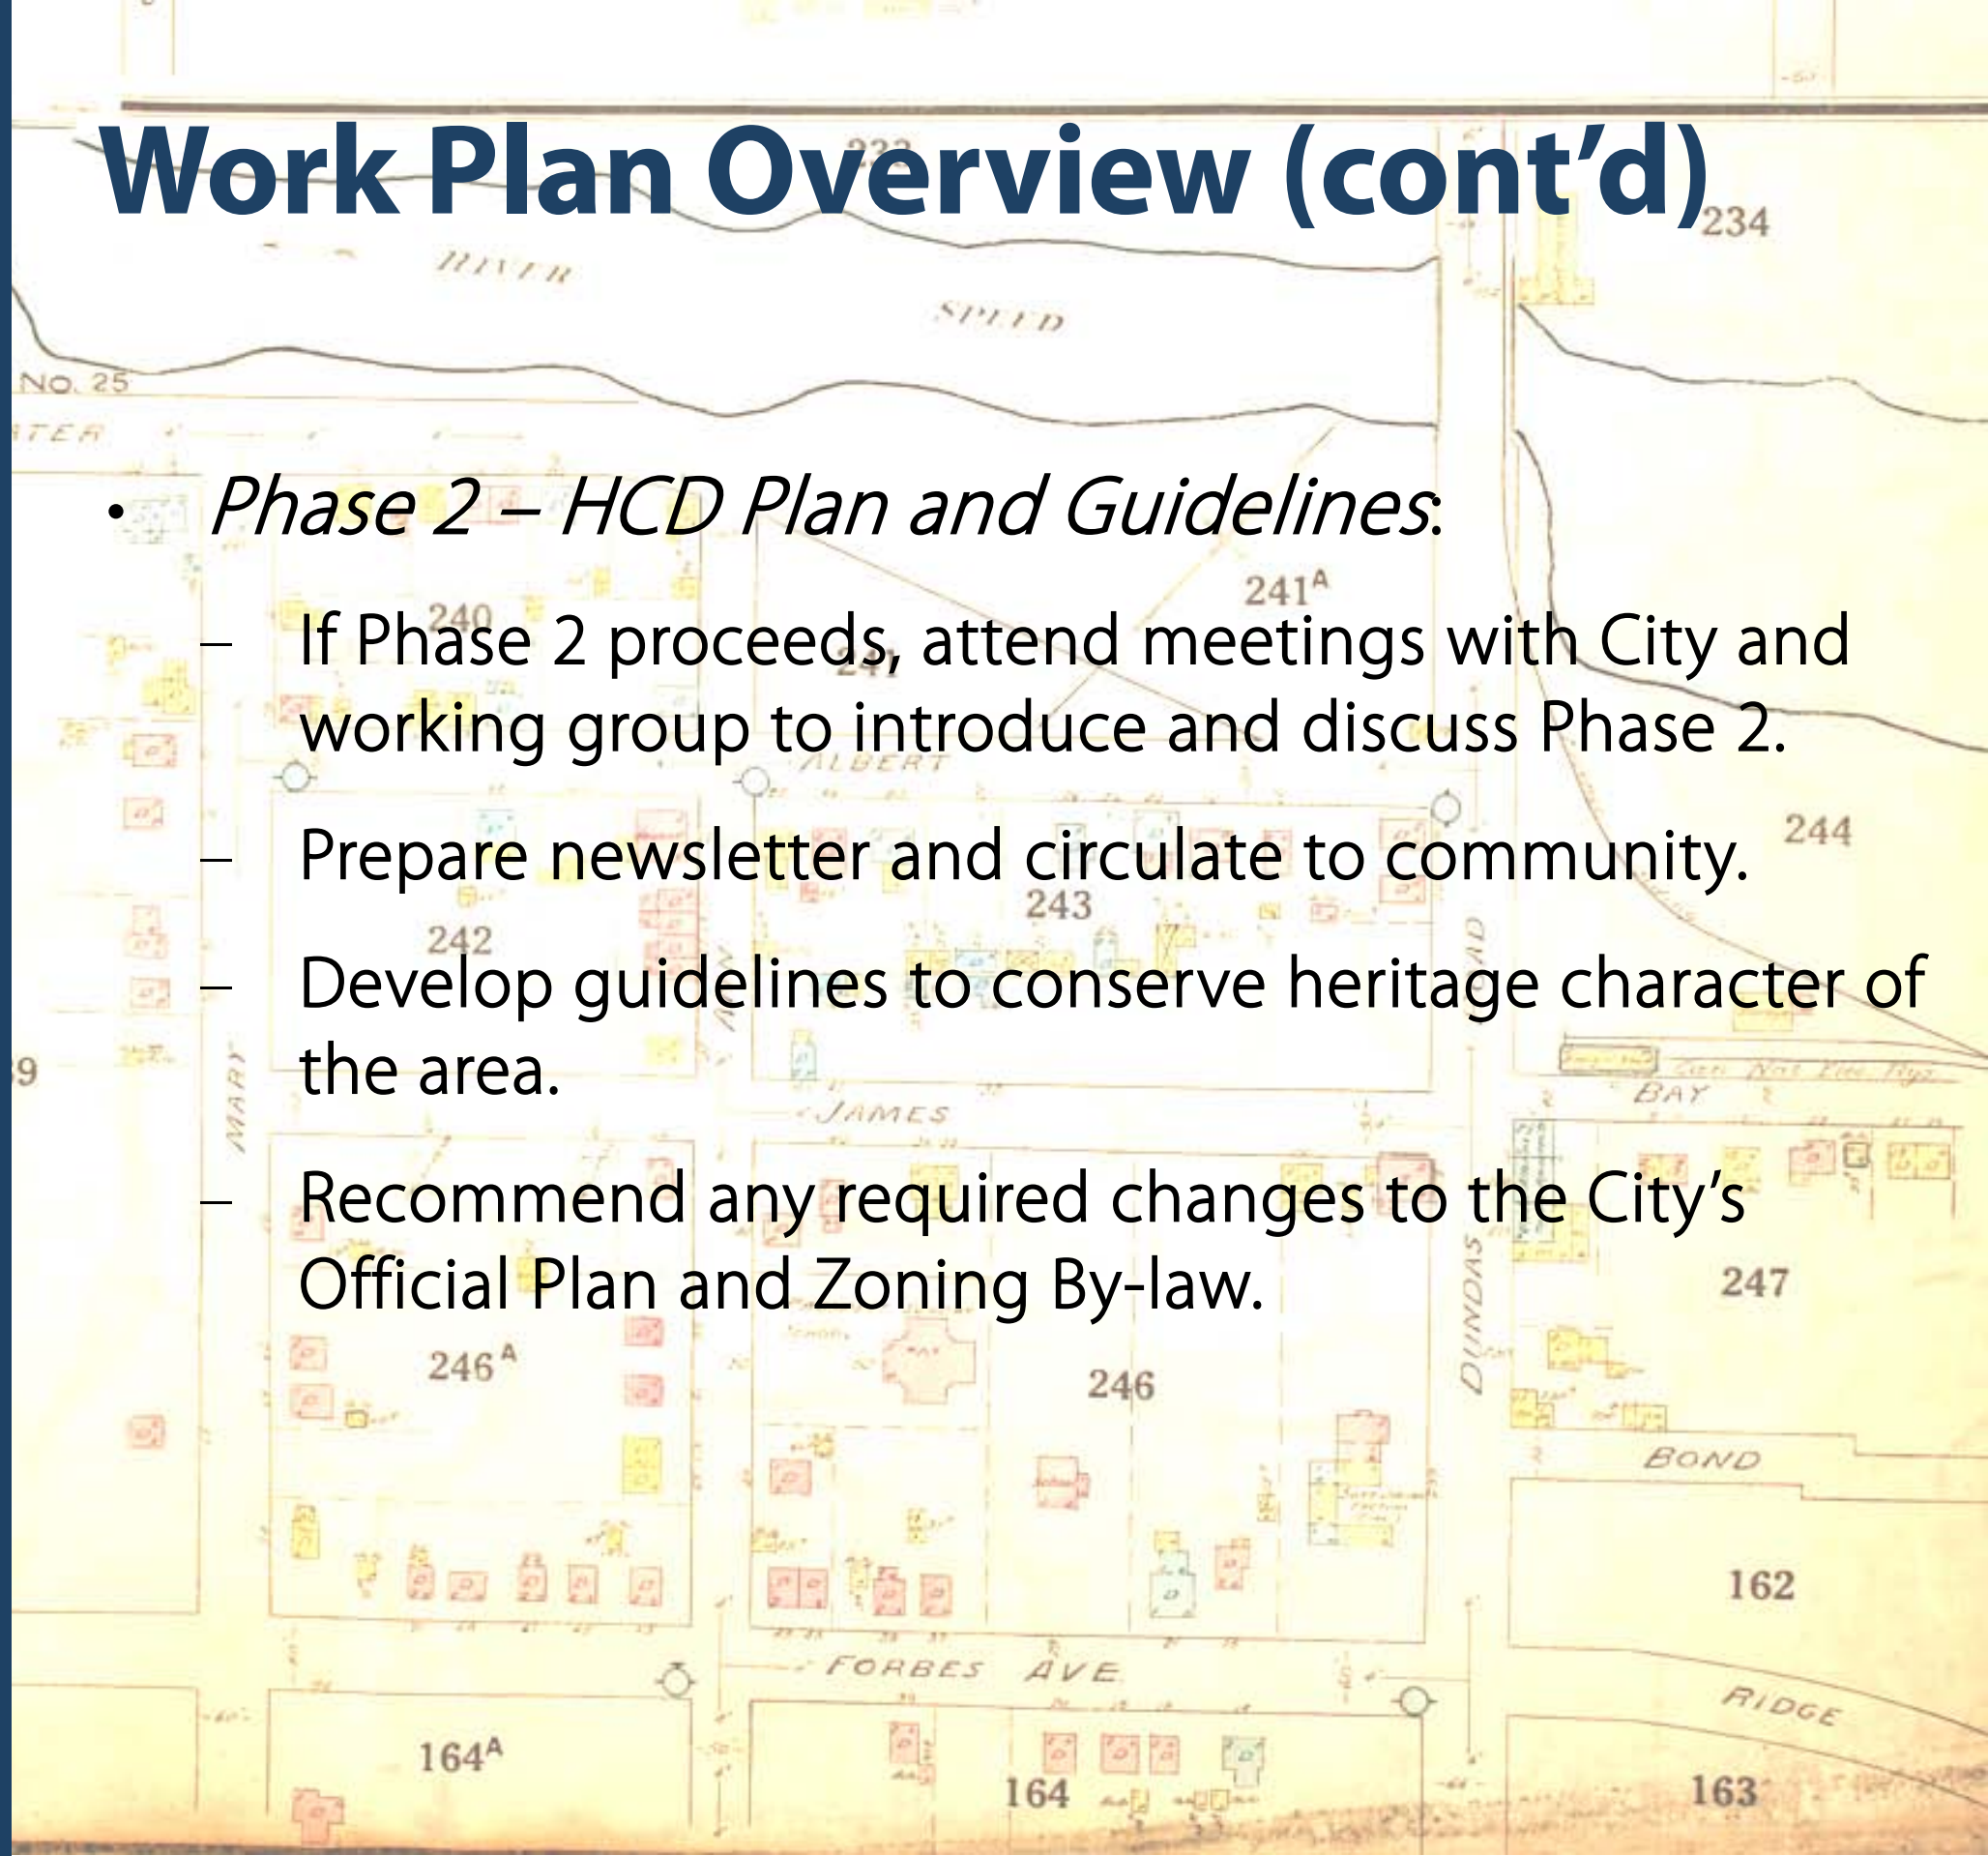 Work Plan Overview (cont’d)
233
234
RIVER
SPEED
No. 25
• Phase 2 – HCD Plan and Guidelines:
241A
240
– If Phase 2 proceeds, attend meetings with City and
241
working group to introduce and discuss Phase 2.
ALBERT
244
– Prepare newsletter and circulate to community.
243
242
– Develop guidelines to conserve heritage character of
the area.
MARY
JAMES
BAY
– Recommend any required changes to the City’s
Official Plan and Zoning By-law.
247
DUNDAS
246A
246
BOND
162
FORBES AVE.
RIDGE
164A
164
163